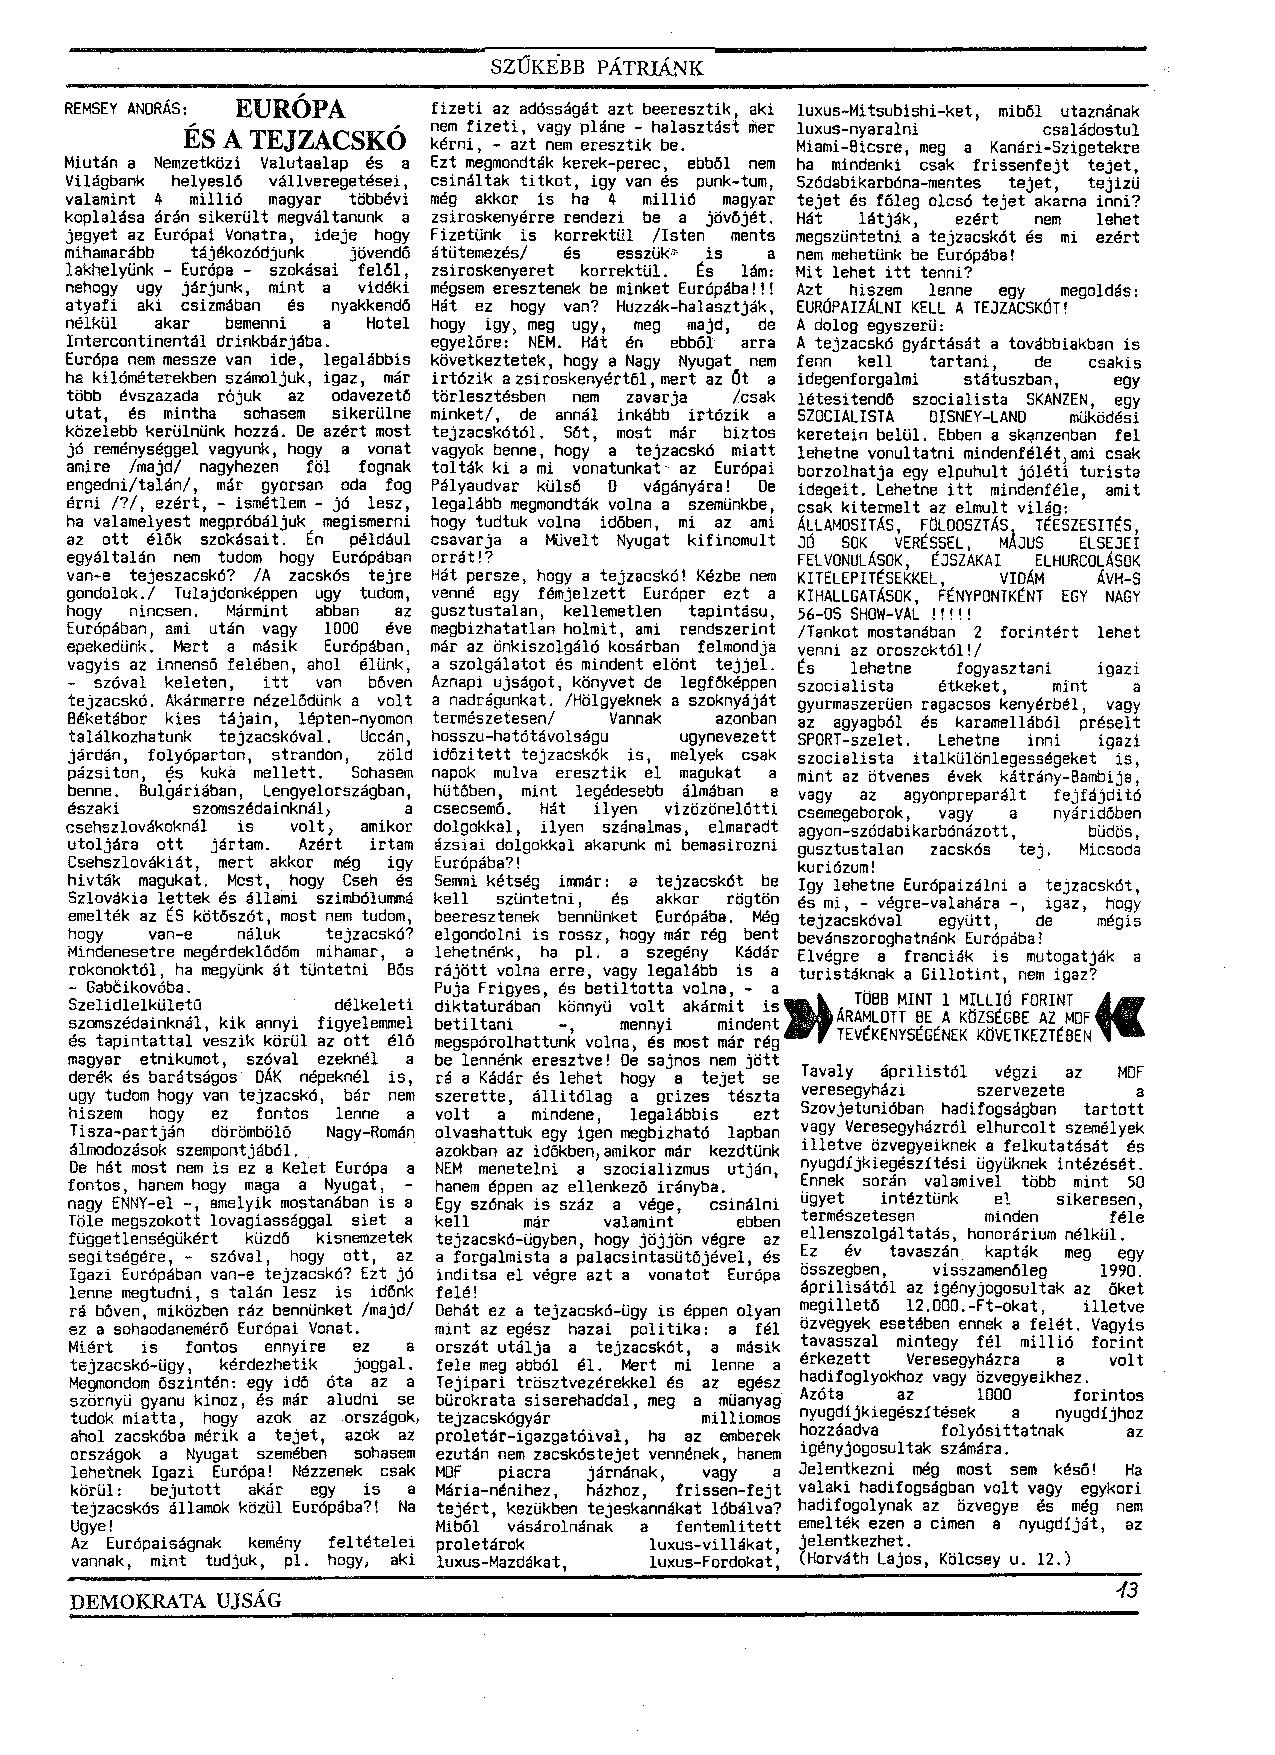 SZŰKEBB PÁTRIÁNK
REMSEY ANDRÁS: EURÓPA
ÉS A TEJZACSKÓ
Miután a Nemzetközi Valutaalap és a
Világbank helyeslő vállveregetései,
valamint 4 millió magyar többévi
koplalása árán sikerült megváltanunk a
jegyet az Európai Vonatra, ideje hogy
mihamarább tájékozódjunk jövendő
lakhelyünk - Európa - szokásai felől,
nehogy ugy járjunk, mint a vidéki
atyafi aki csizmában és nyakkendő
nélkül akar bemenni a Hotel
Intercontinentál drinkbárjába.
Európa nem messze van ide, legalábbis
ha kilóméterekben számoljuk, igaz, már
több évszazada rójuk az odavezető
utat, és mintha sohasem sikerülne
közelebb kerülnünk hozzá. De azért most
jó reménységgel vagyunk, hogy a vonat
amire /majd/ nagyhezen föl fognak
engedni/talán/, már gyorsan oda fog
érni /?/, ezért, - ismétlem - jó lesz,
ha valamelyest megpróbáljuk megismerni
az ott élők szokásait. Én például
egyáltalán nem tudom hogy Európában
van-e tejeszacskó? /A zacskós tejre
gondolok./ Tulajdonképpen ugy tudom,
hogy nincsen. Mármint abban az
Európában, ami után vagy 1000 éve
epekedünk. Mert a másik Európában,
vagyis az innenső felében, ahol élünk,
- szóval keleten, itt van bőven
tejzacskó. Akármerre nézelődünk a volt
Béketábor kies tájain, lépten-nyomon
találkozhatunk tejzacskóval. Uccán,
járdán, folyóparton, strandon, zöld
pázsiton, és kuka mellett. Sohasem
benne. Bulgáriában, Lengyelországban,
északi szomszédainknál, a
csehszlovákoknál is volt, amikor
utoljára ott jártam. Azért irtam
Csehszlovákiát, mert akkor még igy
hivták magukat. Most, hogy Cseh és
Szlovákia lettek és állami szimbólummá
emelték az ÉS kötőszót, most nem tudom,
hogy van-e náluk tejzacskó?
Mindenesetre megérdeklődöm mihamar, a
rokonoktól, ha megyünk át tüntetni Bős
- Gabčikovóba.
Szelidlelkületű délkeleti
szomszédainknál, kik annyi figyelemmel
és tapintattal veszik körül az ott élő
magyar etnikumot, szóval ezeknél a
derék és barátságos DÁK népeknél is,
ugy tudom hogy van tejzacskó, bár nem
hiszem hogy ez fontos lenne a
Tisza-partján dörömbölő Nagy-Román
álmodozások szempontjából.
De hát most nem is ez a Kelet Európa a
fontos, hanem hogy maga a Nyugat, -
nagy ENNY-el -, amelyik mostanában is a
Tőle megszokott lovagiassággal siet a
függetlenségükért küzdő kisnemzetek
segitségére, - szóval, hogy ott, az
Igazi Európában van-e tejzacskó? Ezt jó
lenne megtudni, s talán lesz is időnk
rá bőven, miközben ráz bennünket /majd/
ez a sohaodanemérő Európai Vonat.
Miért is fontos ennyire ez a
tejzacskó-ügy, kérdezhetik joggal.
Megmondom őszintén: egy idő óta az a
szörnyü gyanu kinoz, és már aludni se
tudok miatta, hogy azok az országok,
ahol zacskóba mérik a tejet, azok az
országok a Nyugat szemében sohasem
lehetnek Igazi Európa! Nézzenek csak
körül: bejutott akár egy is a
tejzacskós államok közül Európába?! Na
Ugye!
Az Európaiságnak kemény feltételei
vannak, mint tudjuk, pl. hogy, aki
fizeti az adósságát azt beeresztik, aki
nem fizeti, vagy pláne - halasztást mer
kérni, - azt nem eresztik be.
Ezt megmondták kerek-perec, ebből nem
csináltak titkot, igy van és punk-tum,
még akkor is ha 4 millió magyar
zsiroskenyérre rendezi be a jövőjét.
Fizetünk is korrektül /Isten ments
átütemezés/ és esszük is a
zsiroskenyeret korrektül. És lám:
mégsem eresztenek be minket Európába!!!
Hát ez hogy van? Huzzák-halasztják,
hogy igy, meg ugy, meg majd, de
egyelőre: NEM. Hát én ebből arra
következtetek, hogy a Nagy Nyugat nem
irtózik a zsiroskenyértől, mert az Őt a
törlesztésben nem zavarja /csak
minket/, de annál inkább irtózik a
tejzacskótól. Sőt, most már biztos
vagyok benne, hogy a tejzacskó miatt
tolták ki a mi vonatunkat az Európai
Pályaudvar külső D vágányára! De
legalább megmondták volna a szemünkbe,
hogy tudtuk volna időben, mi az ami
csavarja a Müvelt Nyugat kifinomult
orrát!?
Hát persze, hogy a tejzacskó! Kézbe nem
venné egy fémjelzett Európer ezt a
gusztustalan, kellemetlen tapintásu,
megbizhatatlan holmit, ami rendszerint
már az önkiszolgáló kosárban felmondja
a szolgálatot és mindent elönt tejjel.
Aznapi ujságot, könyvet de legfőképpen
a nadrágunkat. /Hölgyeknek a szoknyáját
természetesen/ Vannak azonban
hosszu-hatótávolságu ugynevezett
időzitett tejzacskók is, melyek csak
napok mulva eresztik el magukat a
hütőben, mint legédesebb álmában a
csecsemő. Hát ilyen vizözönelőtti
dolgokkal, ilyen szánalmas, elmaradt
ázsiai dolgokkal akarunk mi bemasirozni
Európába?!
Semmi kétség immár: a tejzacskót be
kell szüntetni, és akkor rögtön
beeresztenek bennünket Európába. Még
elgondolni is rossz, hogy már rég bent
lehetnénk, ha pl. a szegény Kádár
rájött volna erre, vagy legalább is a
Puja Frigyes, és betiltotta volna, - a
diktaturában könnyü volt akármit is
betiltani -, mennyi mindent
megspórolhattunk volna, és most már rég
be lennénk eresztve! De sajnos nem jött
rá a Kádár és lehet hogy a tejet se
szerette, állitólag a grizes tészta
volt a mindene, legalábbis ezt
olvashattuk egy igen megbizható lapban
azokban az időkben, amikor már kezdtünk
NEM menetelni a szocializmus utján,
hanem éppen az ellenkező irányba.
Egy szónak is száz a vége, csinálni
kell már valamint ebben
tejzacskó-ügyben, hogy jöjjön végre az
a forgalmista a palacsintasütőjével, és
inditsa el végre azt a vonatot Európa
felé!
Dehát ez a tejzacskó-ügy is éppen olyan
mint az egész hazai politika: a fél
orszát utálja a tejzacskót, a másik
fele meg abból él. Mert mi lenne a
Tejipari trösztvezérekkel és az egész
bürokrata siserehaddal, meg a müanyag
tejzacskógyár milliomos
proletár-igazgatóival, ha az emberek
ezután nem zacskóstejet vennének, hanem
MDF piacra járnának, vagy a
Mária-nénihez, házhoz, frissen-fejt
tejért, kezükben tejeskannákat lóbálva?
Miből vásárolnának a fentemlitett
proletárok luxus-villákat,
luxus-Mazdákat, luxus-Fordokat,
luxus-Mitsubishi-ket, miből utaznának
luxus-nyaralni családostul
Miami-Bicsre, meg a Kanári-Szigetekre
ha mindenki csak frissenfejt tejet,
Szódabikarbóna-mentes tejet, tejizü
tejet és főleg olcsó tejet akarna inni?
Hát látják, ezért nem lehet
megszüntetni a tejzacskót és mi ezért
nem mehetünk be Európába!
Mit lehet itt tenni?
Azt hiszem lenne egy megoldás:
EURÓPAIZÁLNI KELL A TEJZACSKÓT!
A dolog egyszerü:
A tejzacskó gyártását a továbbiakban is
fenn kell tartani, de csakis
idegenforgalmi státuszban, egy
létesitendő szocialista SKANZEN, egy
SZOCIALISTA DISNEY-LAND müködési
keretein belül. Ebben a skanzenban fel
lehetne vonultatni mindenfélét, ami csak
borzolhatja egy elpuhult jóléti turista
idegeit. Lehetne itt mindenféle, amit
csak kitermelt az elmult világ:
ÁLLAMOSITÁS, FÖLDOSZTÁS, TÉESZESITÉS,
JÓ SOK VERÉSSEL, MÁJUS ELSEJEI
FELVONULÁSOK, ÉJSZAKAI ELHURCOLÁSOK
KITELEPITÉSEKKEL, VIDÁM ÁVH-S
KIHALLGATÁSOK, FÉNYPONTKÉNT EGY NAGY
56-OS SHOW-VAL !!!!!
/Tankot mostanában 2 forintért lehet
venni az oroszoktól!/
És lehetne fogyasztani igazi
szocialista étkeket, mint a
gyurmaszerüen ragacsos kenyérbél, vagy
az agyagból és karamellából préselt
SPORT-szelet. Lehetne inni igazi
szocialista italkülönlegességeket is,
mint az ötvenes évek kátrány-Bambija,
vagy az agyonpreparált fejfájditó
csemegeborok, vagy a nyáridőben
agyon-szódabikarbónázott, büdös,
gusztustalan zacskós tej. Micsoda
kuriózum!
Igy lehetne Európaizálni a tejzacskót,
és mi, - végre-valahára -, igaz, hogy
tejzacskóval együtt, de mégis
bevánszoroghatnánk Európába!
Elvégre a franciák is mutogatják a
turistáknak a Gillotint, nem igaz?
TÖBB MINT 1 MILLIÓ FORINT
ÁRAMLOTT BE A KÖZSÉGBE AZ MDF
TEVÉKENYSÉGÉNEK KÖVETKEZTÉBEN
Tavaly áprilistól végzi az MDF
veresegyházi szervezete a
Szovjetunióban hadifogságban tartott
vagy Veresegyházról elhurcolt személyek
illetve özvegyeiknek a felkutatását és
nyugdíjkiegészítési ügyüknek intézését.
Ennek során valamivel több mint 50
ügyet intéztünk el sikeresen,
természetesen minden féle
ellenszolgáltatás, honorárium nélkül.
Ez év tavaszán kapták meg egy
összegben, visszamenőleg 1990.
áprilisától az igényjogosultak az őket
megillető 12.000.-Ft-okat, illetve
özvegyek esetében ennek a felét. Vagyis
tavasszal mintegy fél millió forint
érkezett Veresegyházra a volt
hadifoglyokhoz vagy özvegyeikhez.
Azóta az 1000 forintos
nyugdíjkiegészítések a nyugdíjhoz
hozzáadva folyósittatnak az
igényjogosultak számára.
Jelentkezni még most sem késő! Ha
valaki hadifogságban volt vagy egykori
hadifogolynak az özvegye és még nem
emelték ezen a cimen a nyugdíját, az
jelentkezhet.
(Horváth Lajos, Kölcsey u. 12.)
DEMOKRATA UJSÁG
13